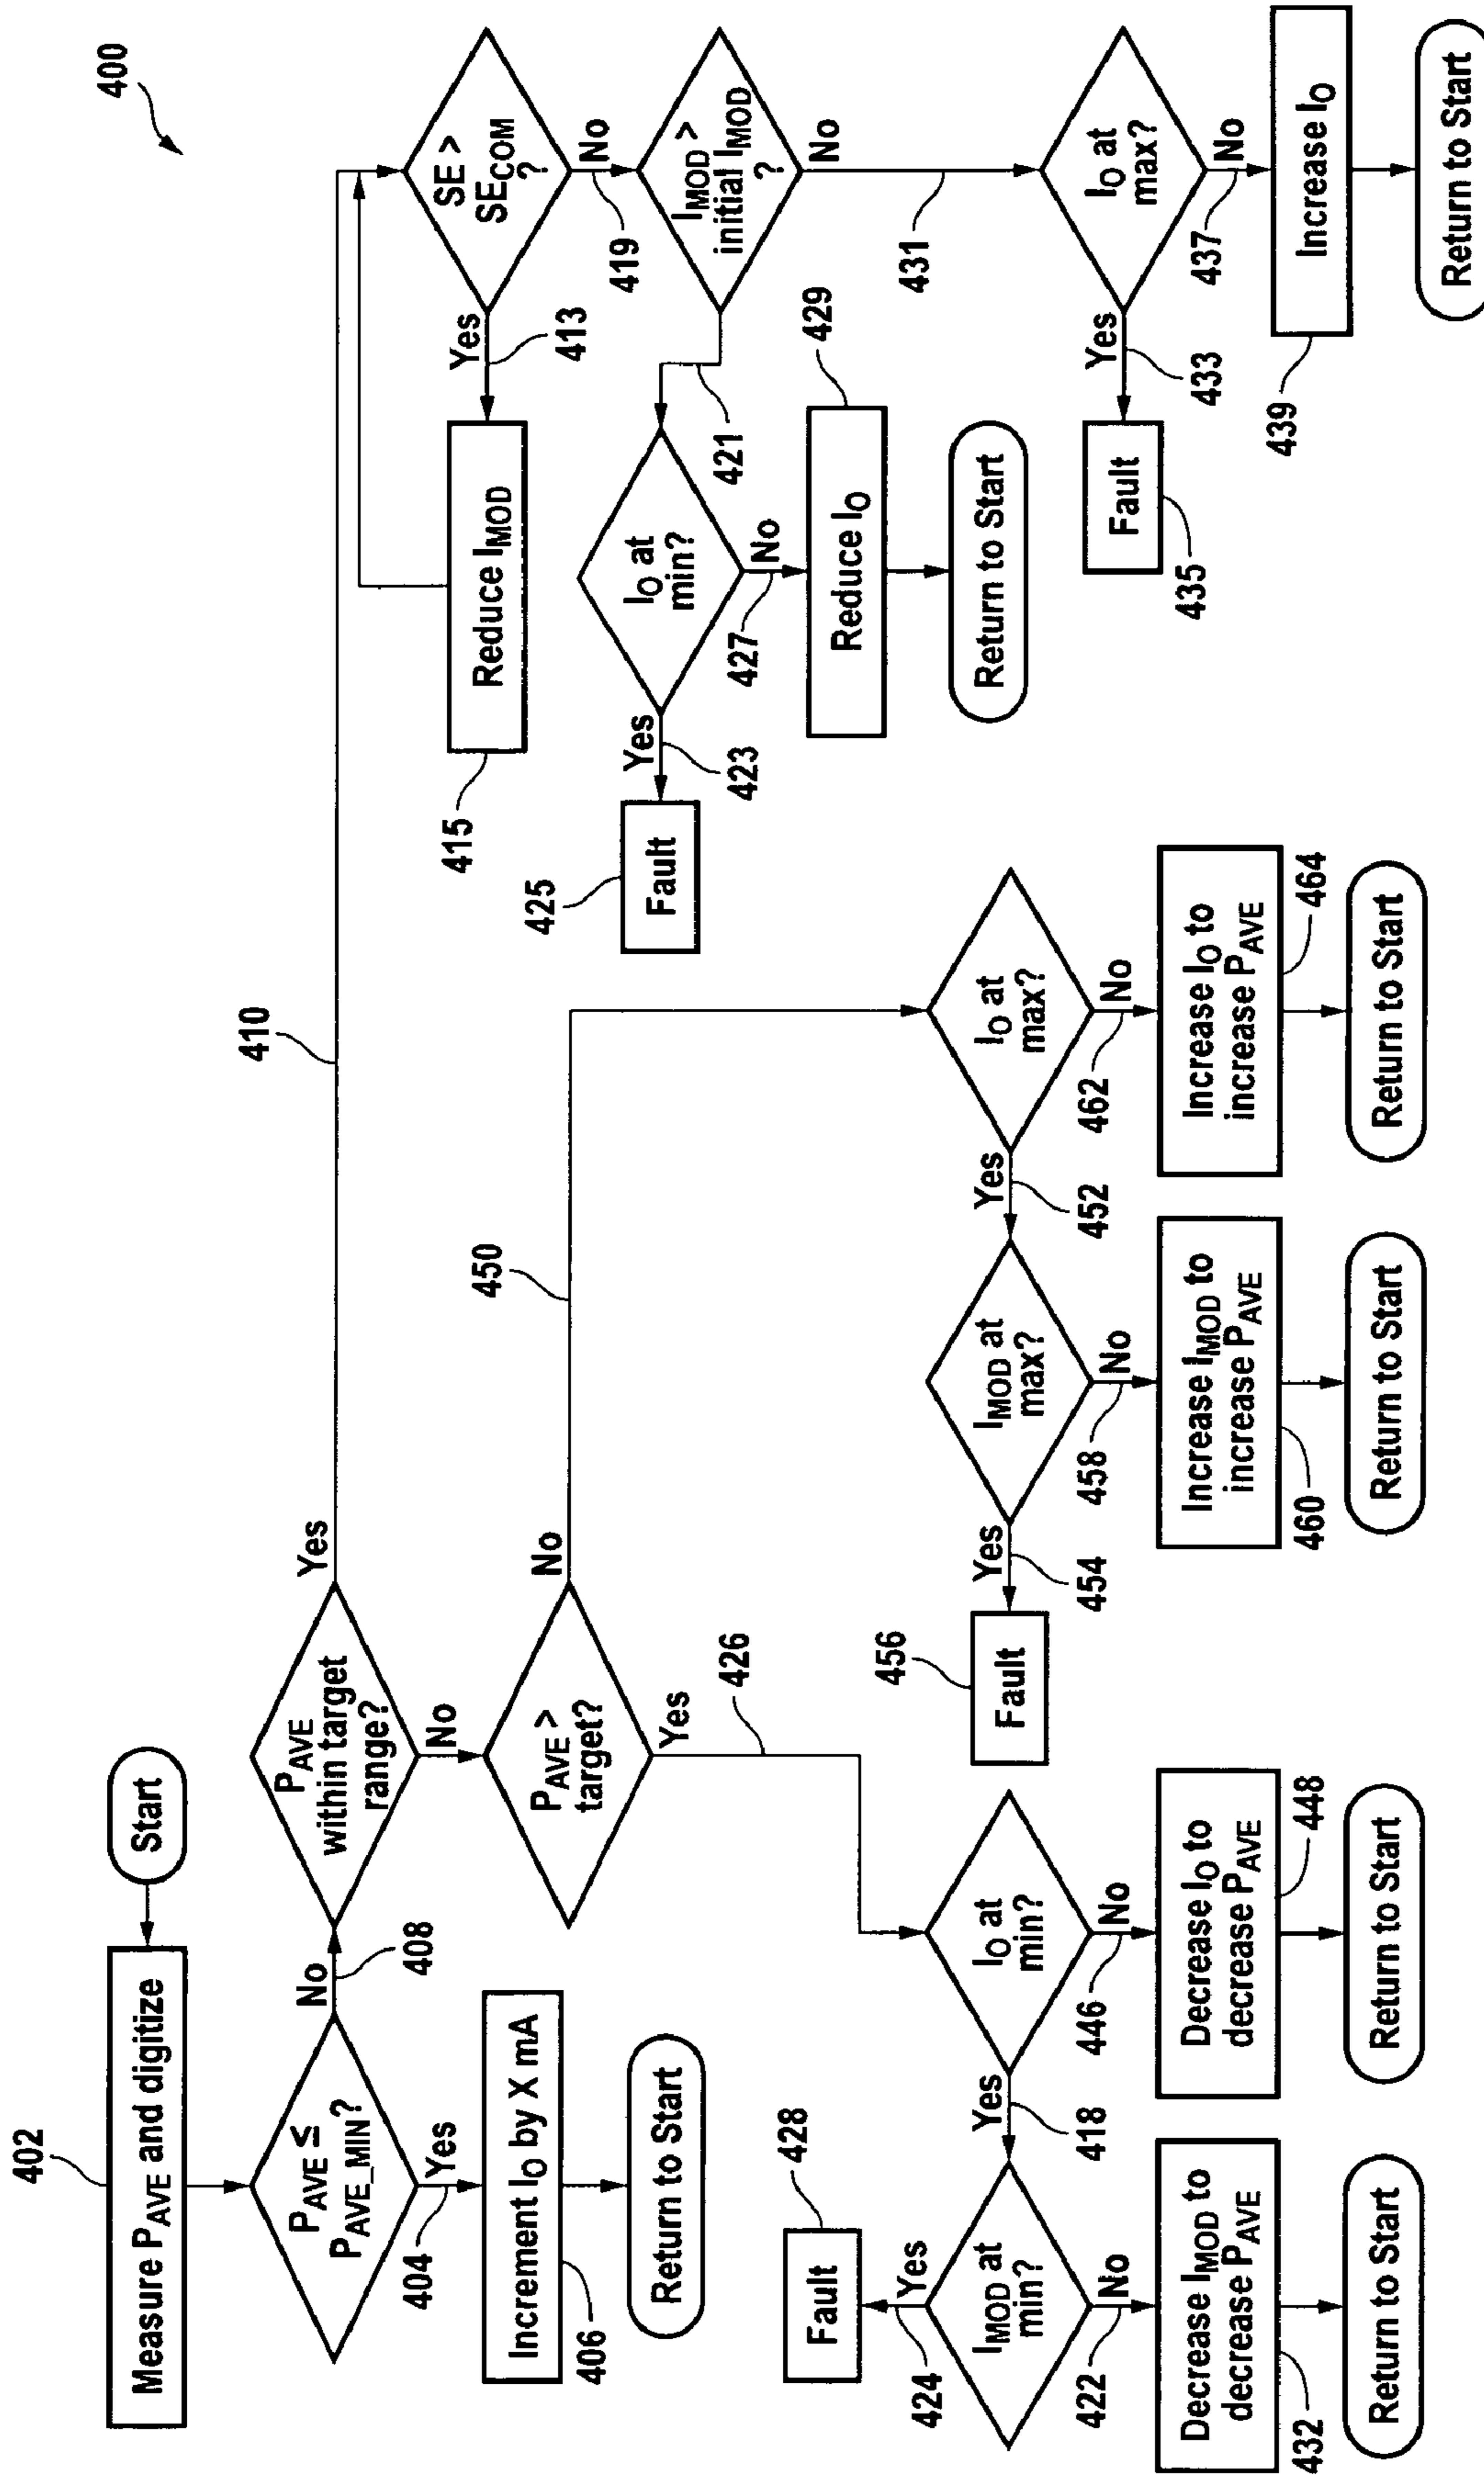 400
Start
402
Measure PAVE and digitize
PAVE ≤
PAVE_MIN?
No
408
Yes
404
Increment IO by X mA
406
Return to Start
PAVE
within target
range?
Yes
410
No
PAVE >
target?
No
450
Yes
426
IO at
min?
Yes
418
No
446
Decrease IO to
decrease PAVE
448
Return to Start
IMOD at
min?
Yes
424
Fault
428
No
422
Decrease IMOD to
decrease PAVE
432
Return to Start
IO at
max?
Yes
452
No
462
Increase IO to
increase PAVE
464
Return to Start
IMOD at
max?
Yes
454
Fault
456
No
458
Increase IMOD to
increase PAVE
460
Return to Start
SE >
SECOM
?
Yes
413
Reduce IMOD
415
No
419
IMOD >
initial IMOD
?
421
IO at
min?
Yes
423
Fault
425
No
427
Reduce IO
429
Return to Start
No
431
IO at
max?
Yes
433
Fault
435
No
437
Increase IO
439
Return to Start